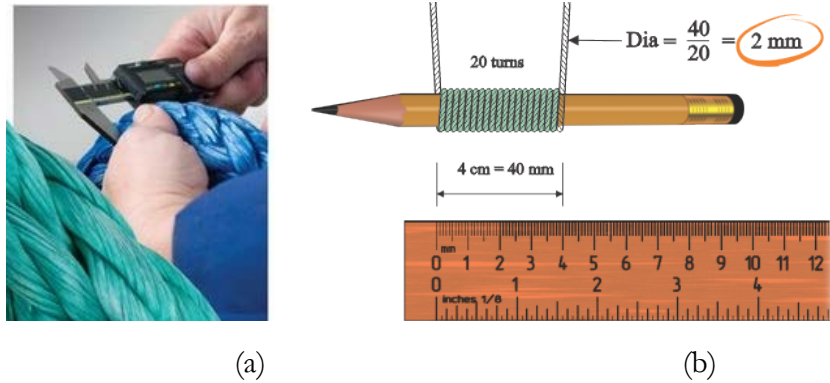 20 turns
Dia = 40/20 = 2 mm
4 cm = 40 mm
mm
0 1 2 3 4 5 6 7 8 9 10 11 12
0 1 2 3 4
inches, 1/8
(a) (b)